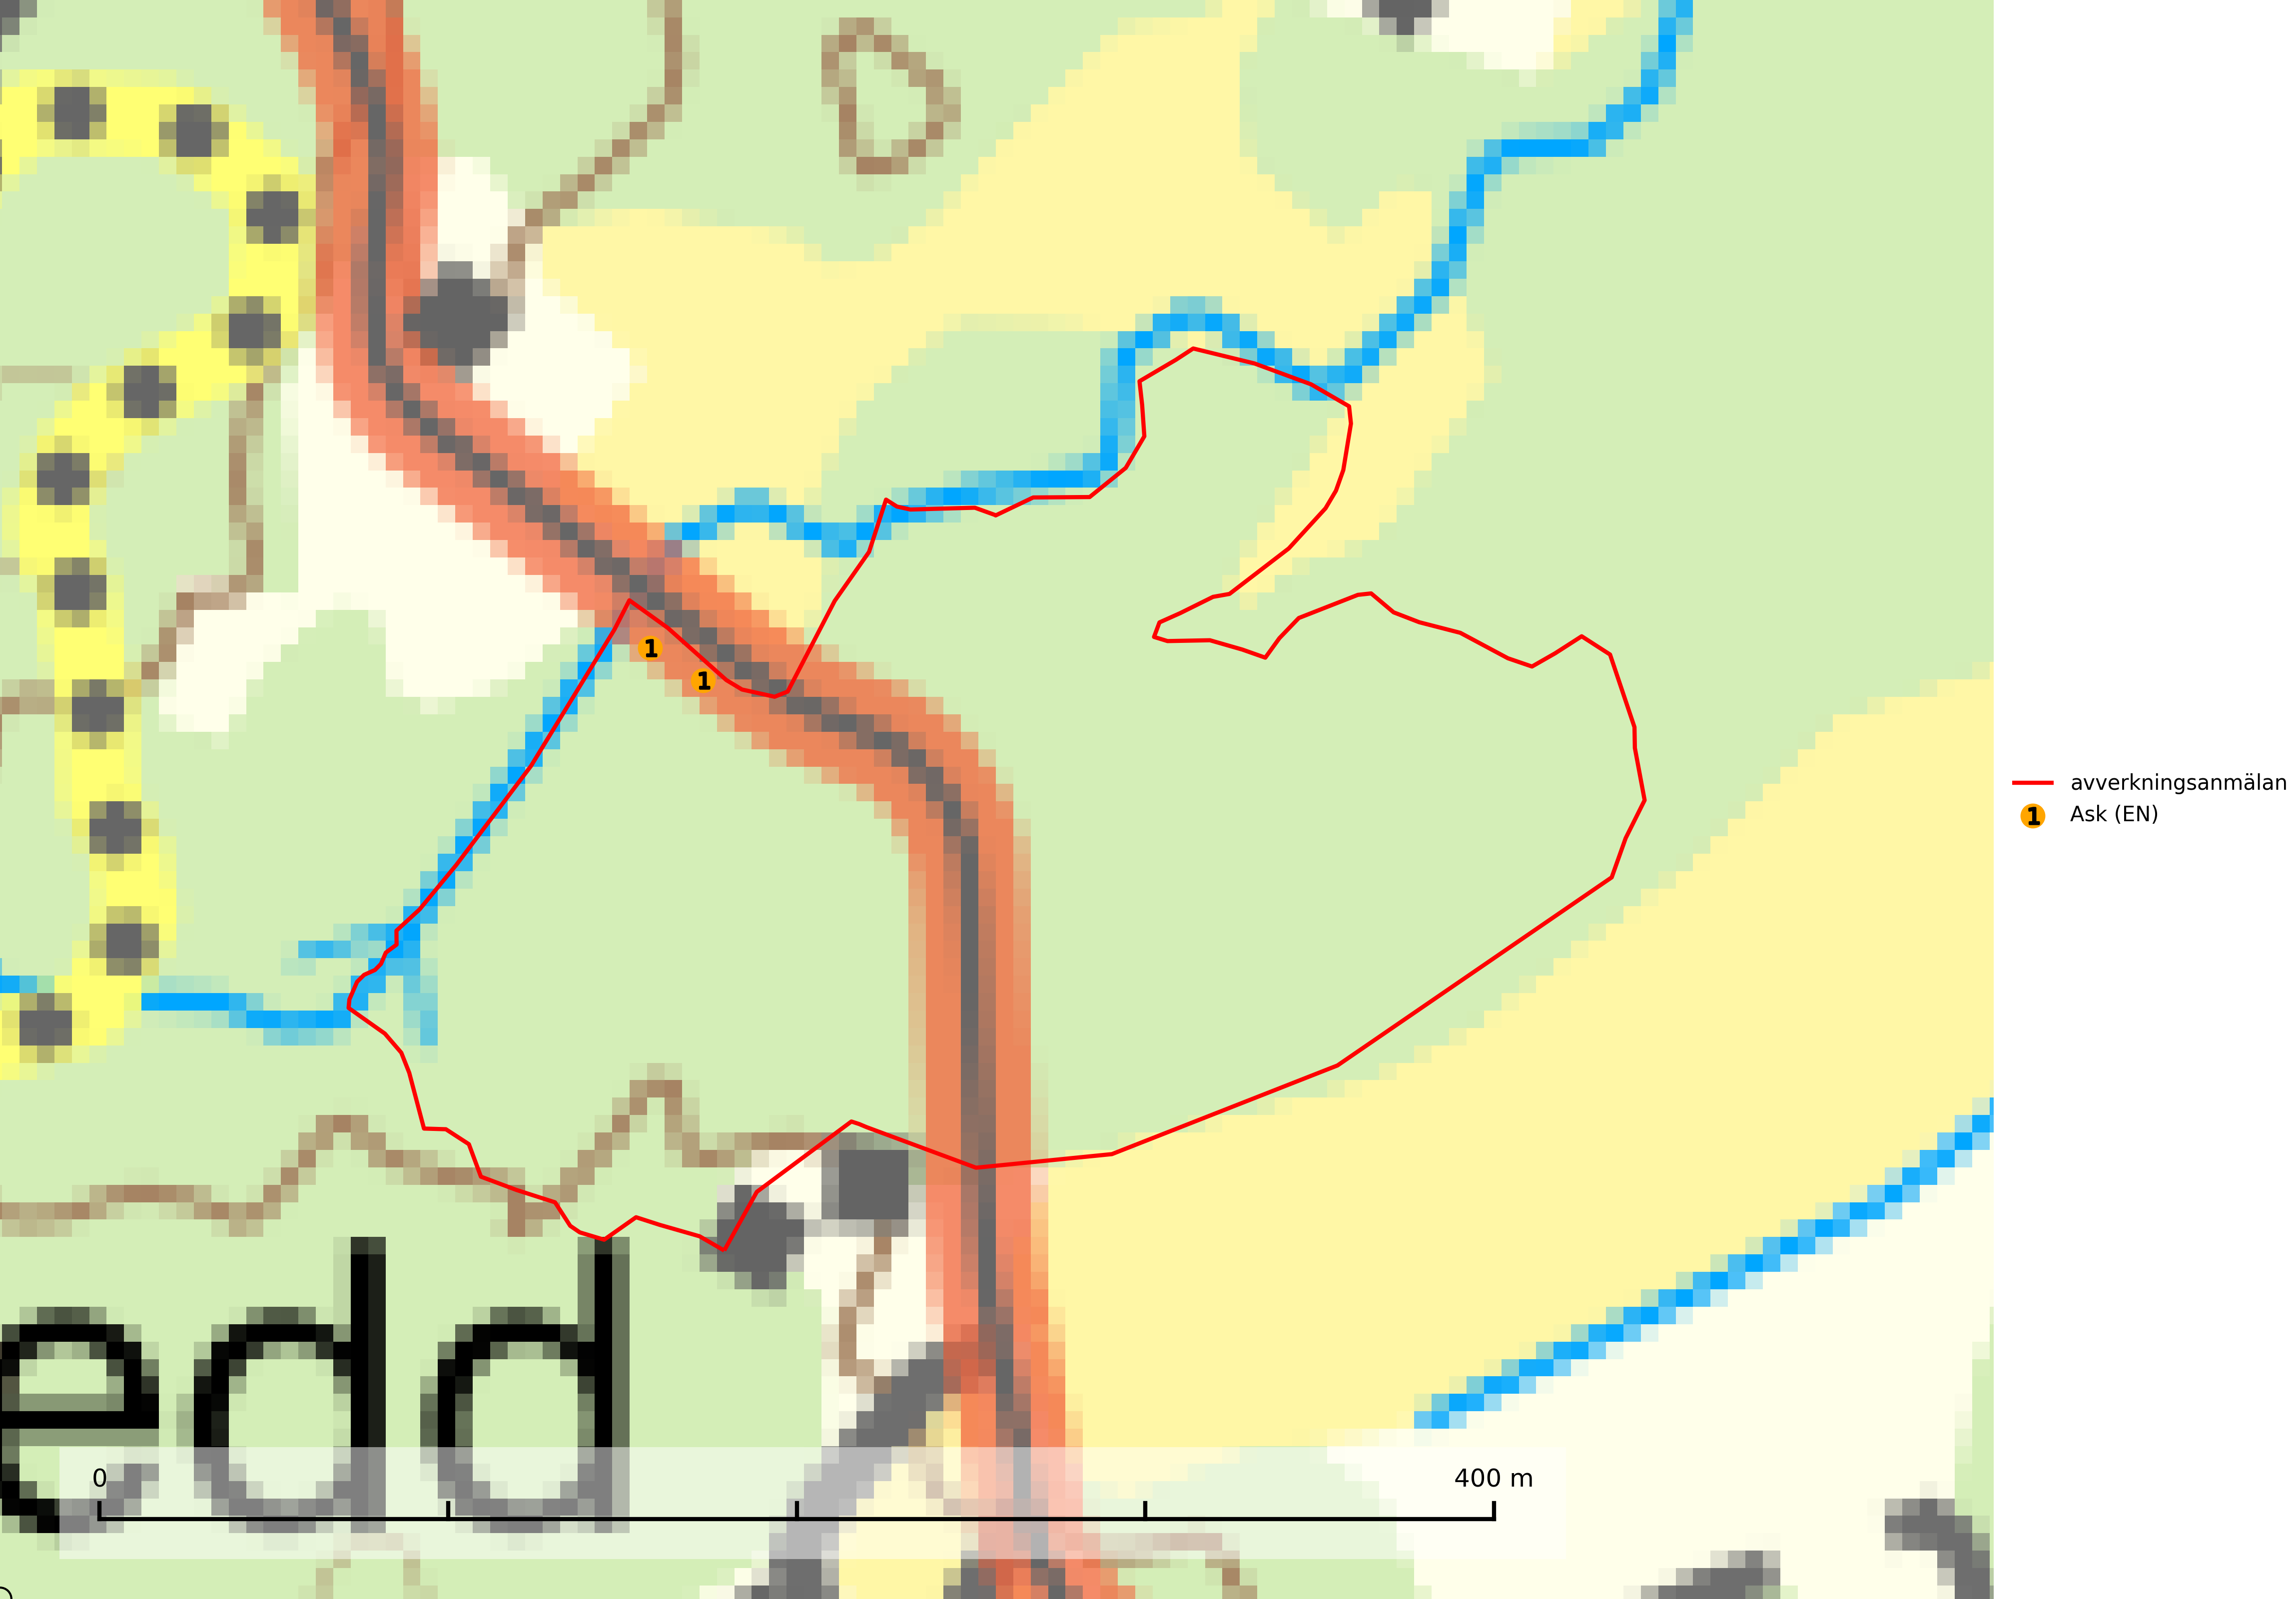 1
1
avverkningsanmälan
1 Ask (EN)
edd
0 400 m